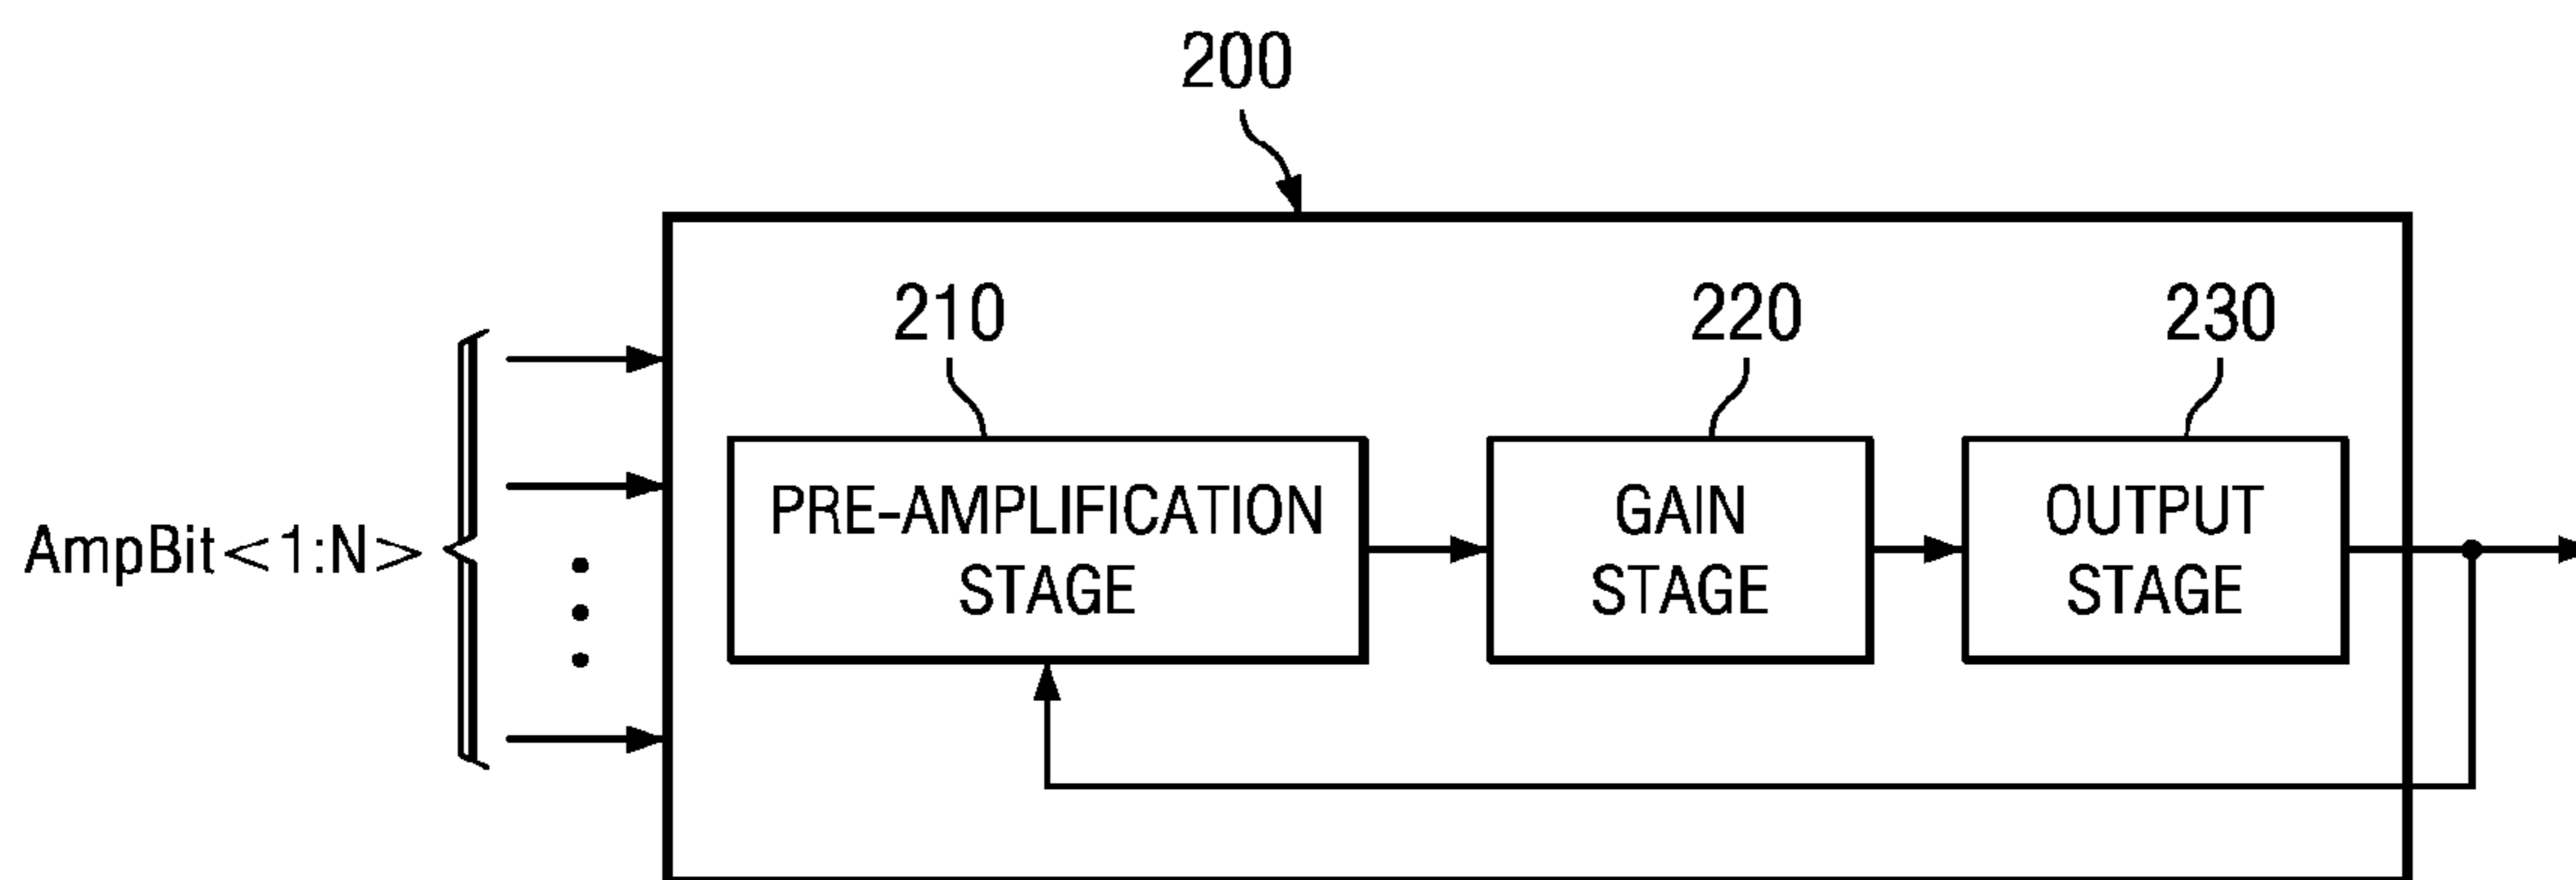 200
210
220
230
PRE-AMPLIFICATION
STAGE
GAIN
STAGE
OUTPUT
STAGE
AmpBit<1:N>